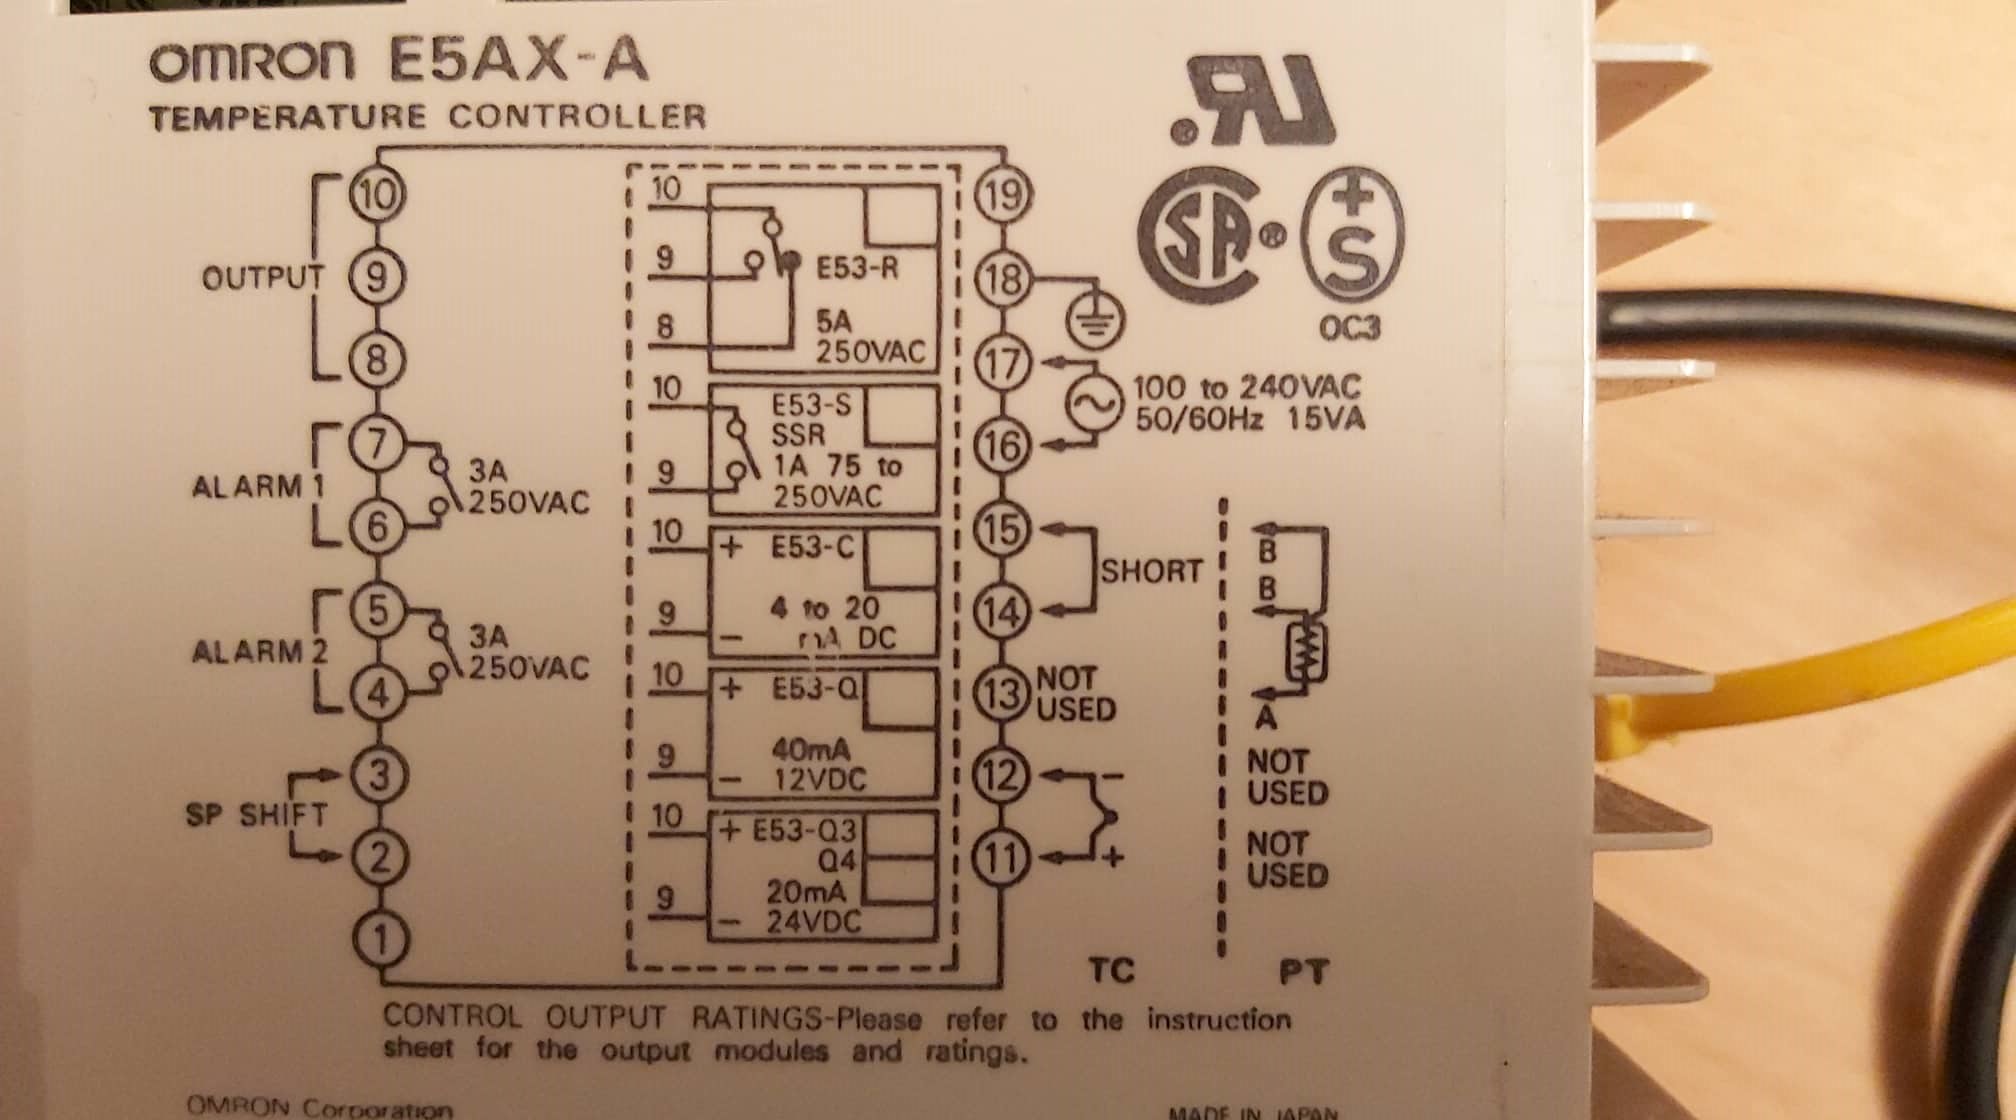 OMRON E5AX-A
TEMPERATURE CONTROLLER
OUTPUT
10
9
8
ALARM 1
7
6
3A
250VAC
ALARM 2
5
4
3A
250VAC
SP SHIFT
3
2
1
10
9
8
E53-R
5A
250VAC
10
9
E53-S
SSR
1A 75 to
250VAC
10
9
+ E53-C
4 to 20
- mA DC
10
9
+ E53-Q
40mA
- 12VDC
10
9
+ E53-Q3
Q4
20mA
- 24VDC
19
18
17
16
100 to 240VAC
50/60Hz 15VA
15
14
SHORT
13
NOT
USED
12
-
11
+
TC
B
B
A
NOT
USED
NOT
USED
PT
RU
®
SA ®
+
S
OC3
CONTROL OUTPUT RATINGS-Please refer to the instruction
sheet for the output modules and ratings.
OMRON Corporation
MADE IN JAPAN